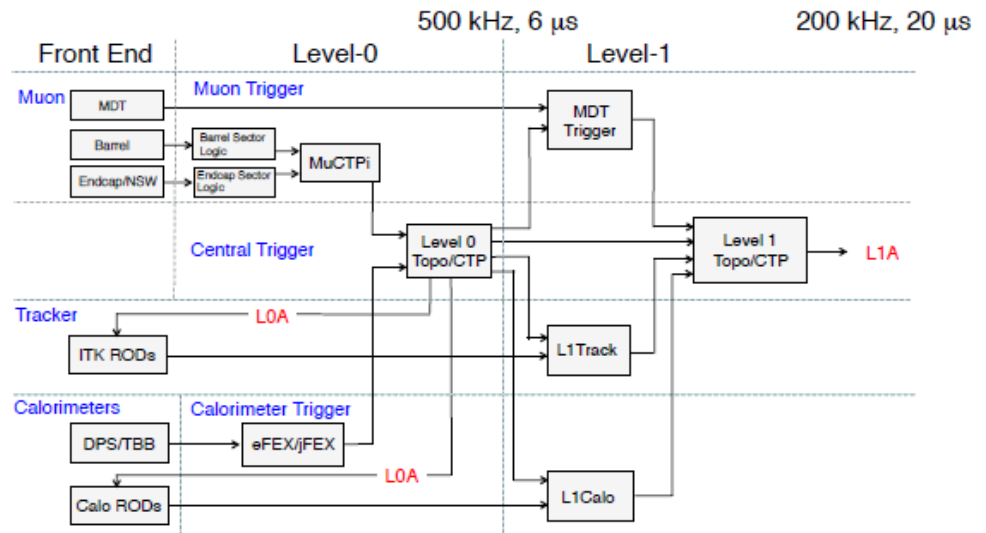 500 kHz, 6 μs
200 kHz, 20 μs
Front End
Level-0
Level-1
Muon
Muon Trigger
MDT
MDT
Trigger
Barrel
Barrel Sector
Logic
MuCTPi
Endcap/NSW
Endcap Sector
Logic
Central Trigger
Level 0
Topo/CTP
Level 1
Topo/CTP
L1A
Tracker
L0A
ITK RODs
L1Track
Calorimeters
Calorimeter Trigger
DPS/TBB
eFEX/jFEX
L0A
Calo RODs
L1Calo